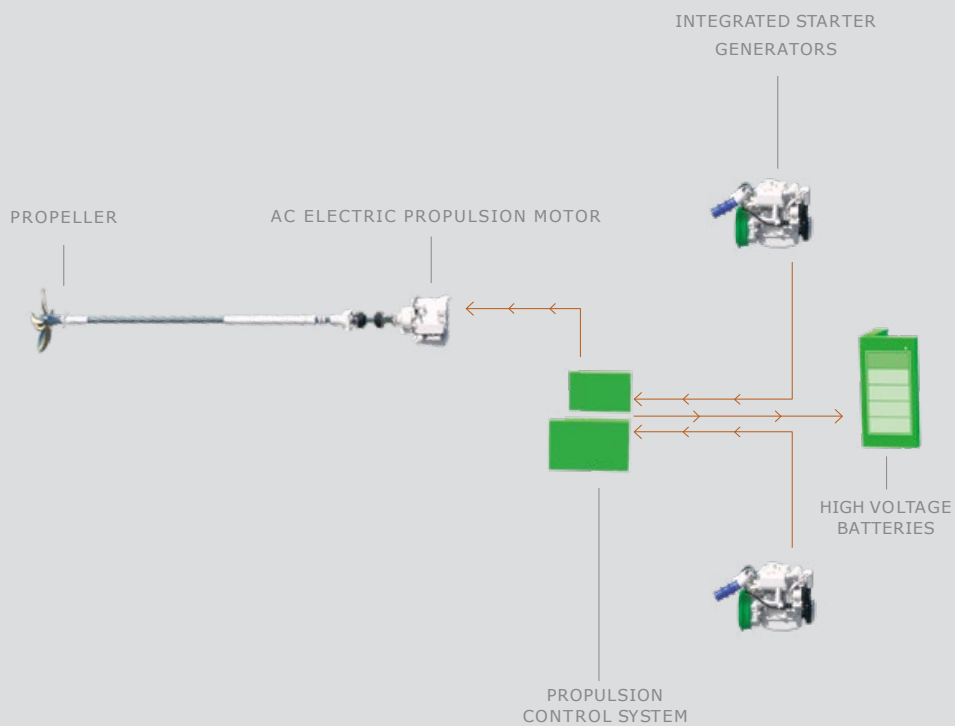 INTEGRATED STARTER
GENERATORS
PROPELLER
AC ELECTRIC PROPULSION MOTOR
HIGH VOLTAGE
BATTERIES
PROPULSION
CONTROL SYSTEM